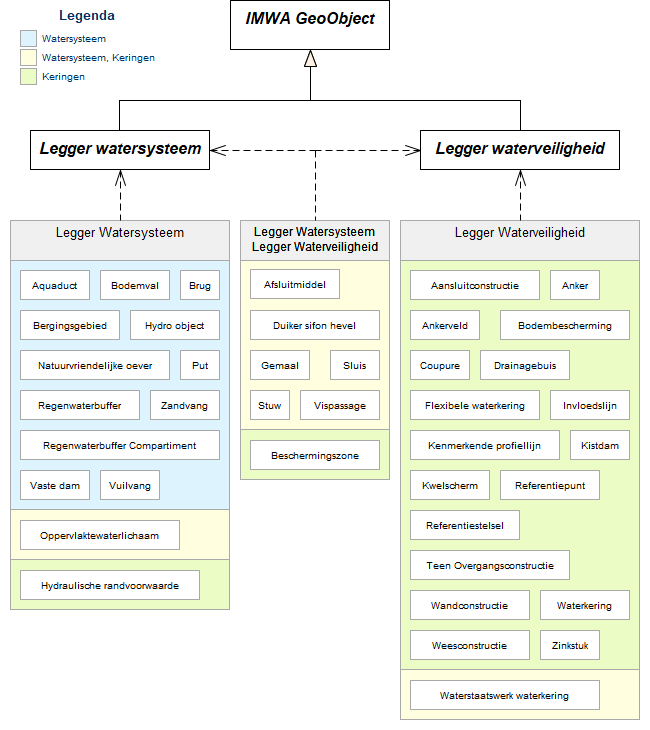 Legenda
Watersysteem
Watersysteem, Keringen
Keringen
IMWA GeoObject
Legger watersysteem
Legger waterveiligheid
Legger Watersysteem
Aquaduct
Bodemval
Brug
Bergingsgebied
Hydro object
Natuurvriendelijke oever
Put
Regenwaterbuffer
Zandvang
Regenwaterbuffer Compartiment
Vaste dam
Vuilvang
Oppervlaktewaterlichaam
Hydraulische randvoorwaarde
Legger Watersysteem
Legger Waterveiligheid
Afsluitmiddel
Duiker sifon hevel
Gemaal
Sluis
Stuw
Vispassage
Beschermingszone
Legger Waterveiligheid
Aansluitconstructie
Anker
Ankerveld
Bodembescherming
Coupure
Drainagebuis
Flexibele waterkering
Invloedslijn
Kenmerkende profiellijn
Kistdam
Kwelscherm
Referentiepunt
Referentiestelsel
Teen Overgangsconstructie
Wandconstructie
Waterkering
Weesconstructie
Zinkstuk
Waterstaatswerk waterkering